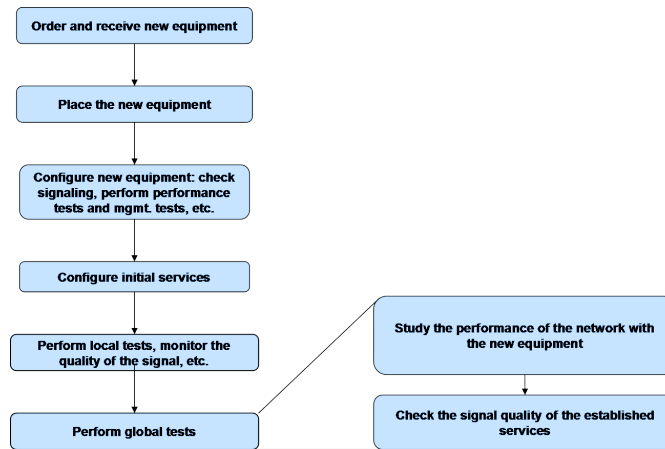 Order and receive new equipment
Place the new equipment
Configure new equipment: check
signaling, perform performance
tests and mgmt. tests, etc.
Configure initial services
Perform local tests, monitor the
quality of the signal, etc.
Perform global tests
Study the performance of the network with
the new equipment
Check the signal quality of the established
services